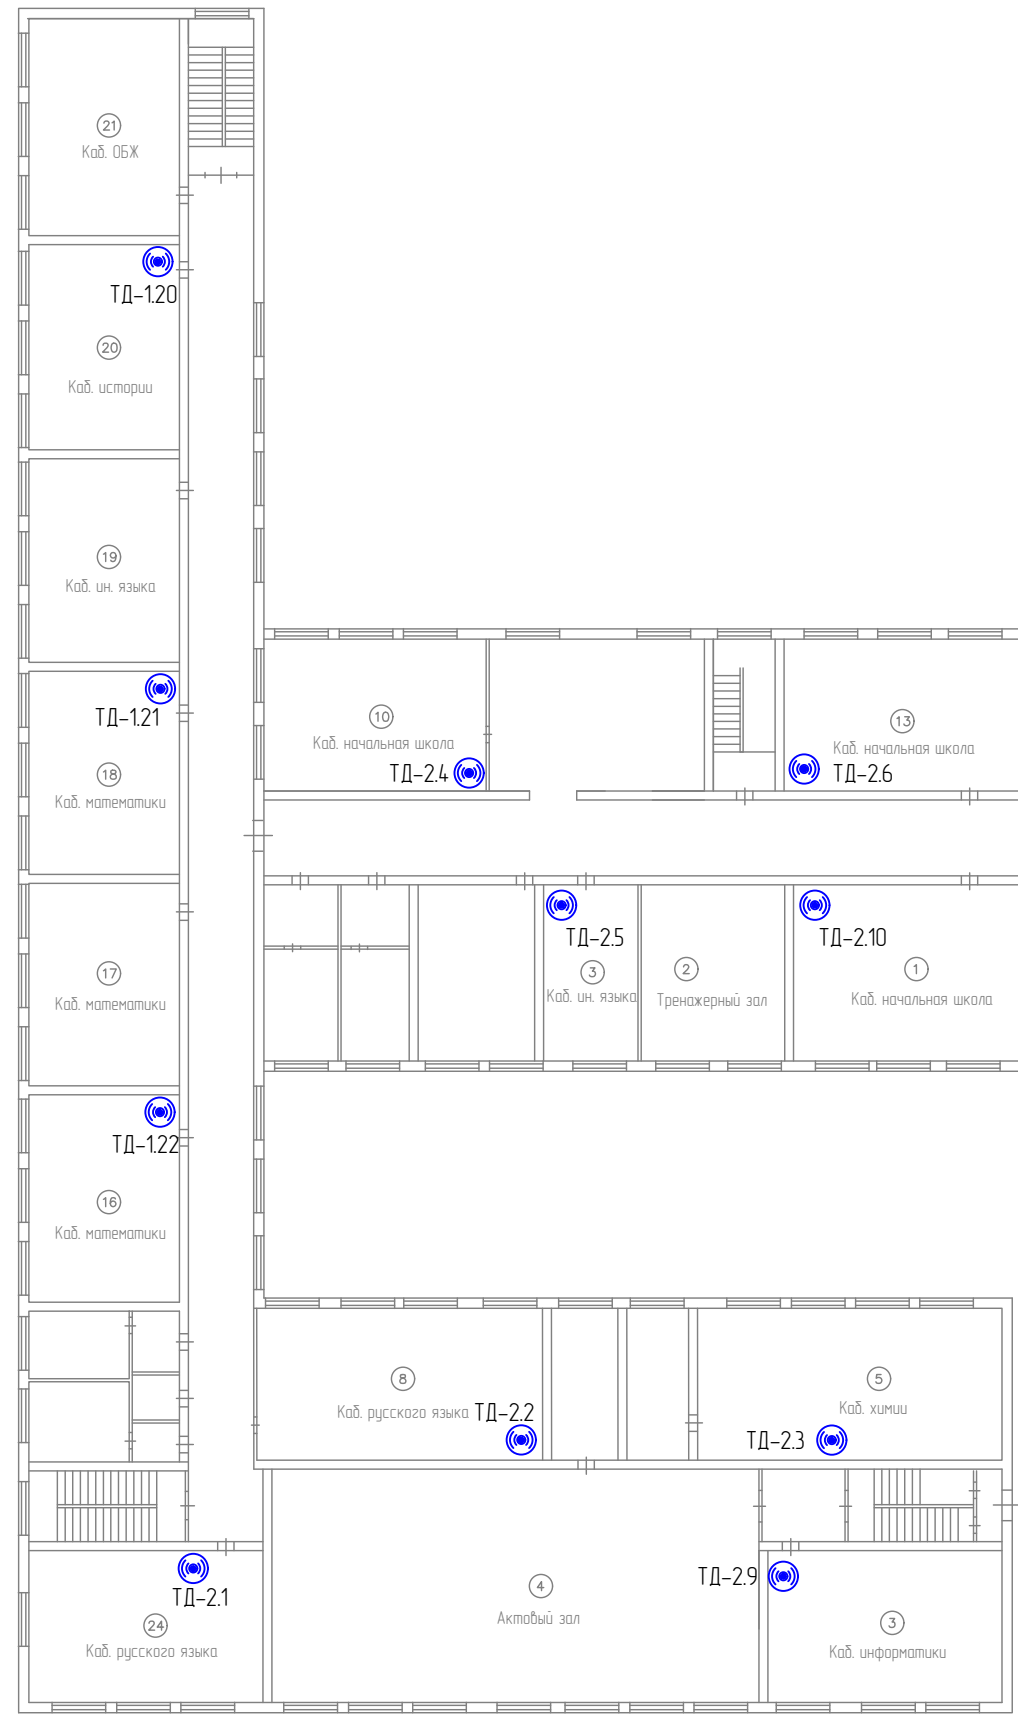 21
Каб. ОБЖ
ТД-1.20
20
Каб. истории
19
Каб. ин. языка
ТД-1.21
18
Каб. математики
10
Каб. начальная школа
ТД-2.4
13
Каб. начальная школа
ТД-2.6
17
Каб. математики
ТД-2.5
3
Каб. ин. языка
2
Тренажерный зал
ТД-2.10
1
Каб. начальная школа
ТД-1.22
16
Каб. математики
8
Каб. русского языка
ТД-2.2
5
Каб. химии
ТД-2.3
ТД-2.1
24
Каб. русского языка
4
Актовый зал
ТД-2.9
3
Каб. информатики